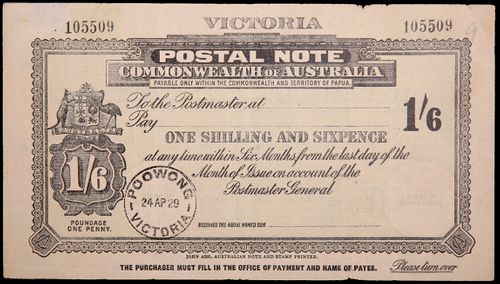 VICTORIA
105509 105509
POSTAL NOTE
COMMONWEALTH OF AUSTRALIA
PAYABLE ONLY WITHIN THE COMMONWEALTH AND TERRITORY OF PAPUA.
To the Postmaster at
Pay
1/6
ONE SHILLING AND SIXPENCE
at any time within Six Months from the last day of the
Month of Issue on account of the
Postmaster General
AUSTRALIA
1/6
POUNDAGE
ONE PENNY.
POOWONG
24 AP 29
VICTORIA
RECEIVED THE ABOVE NAMED SUM
JOHN ASH, AUSTRALIAN NOTE AND STAMP PRINTER.
THE PURCHASER MUST FILL IN THE OFFICE OF PAYMENT AND NAME OF PAYEE.
Please turn over